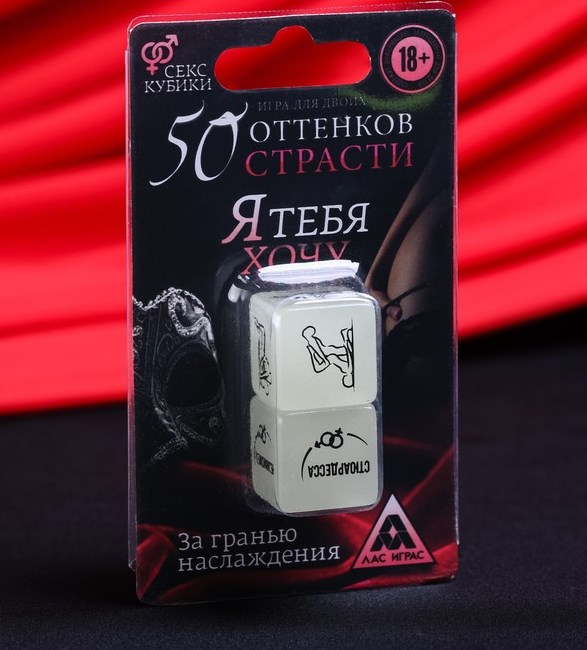 СЕКС
КУБИКИ
18+
ИГРА ДЛЯ ДВОИХ
50 ОТТЕНКОВ
СТРАСТИ
Я ТЕБЯ
ХОЧУ
СТЮАРДЕССА
За гранью
наслаждения
ЛАС ИГРАС